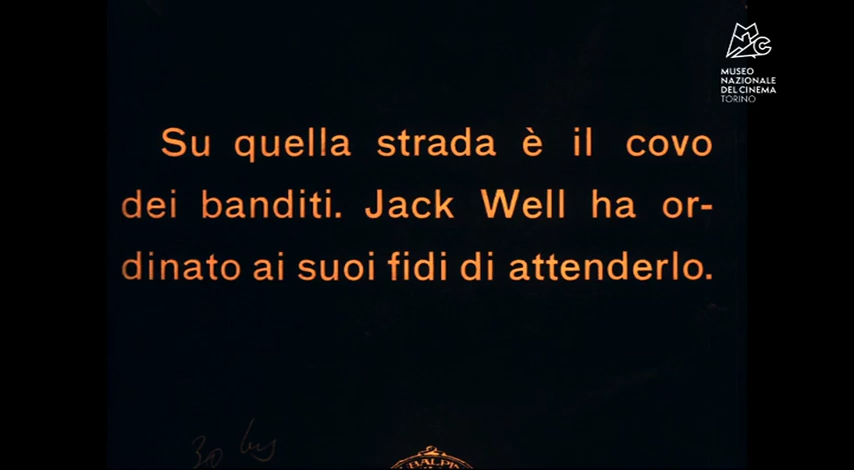 MUSEO
NAZIONALE
DEL CINEMA
TORINO
Su quella strada è il covo
dei banditi. Jack Well ha or-
dinato ai suoi fidi di attenderlo.
30